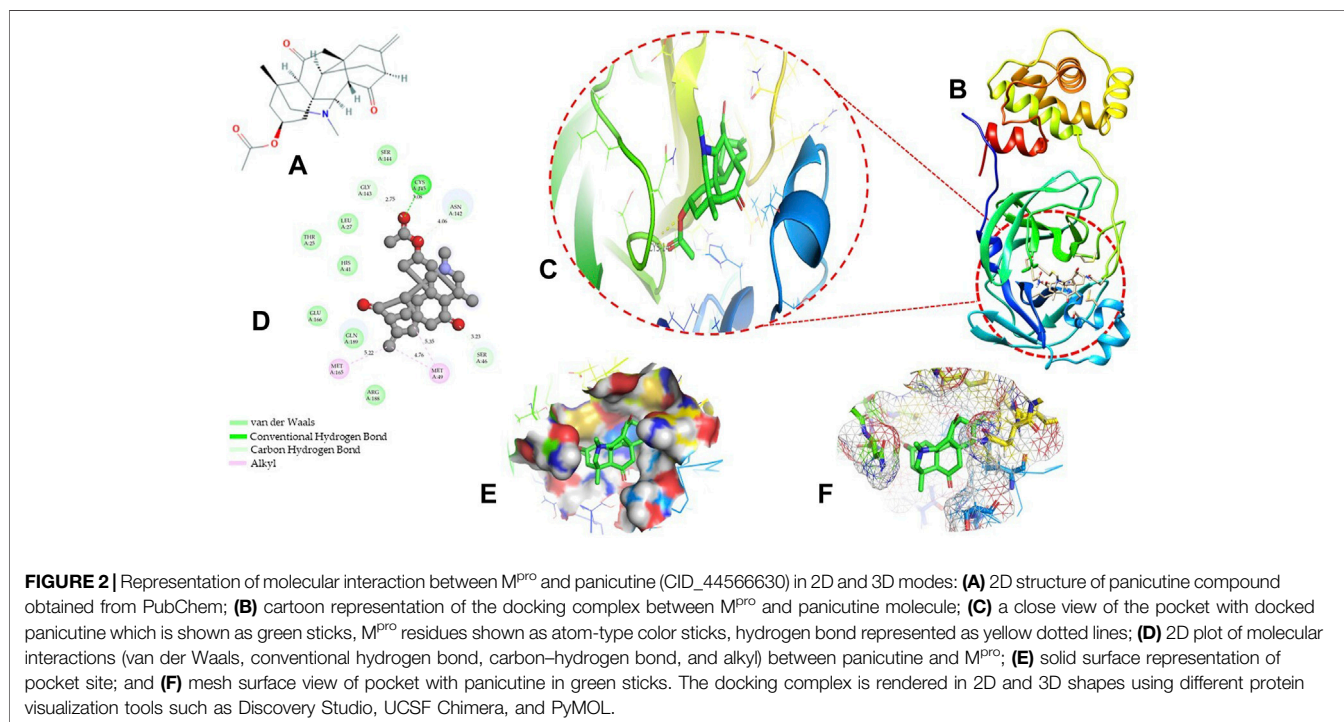 O
H
H
O
H
N
H
H
O
O
A
B
C
D
SER
A:144
CYS
A:145
GLY
A:143
2.75
ASN
A:142
4.06
LEU
A:27
THR
A:25
HIS
A:41
GLU
A:166
GLN
A:189
MET
A:165
5.22
5.35
4.76
3.23
SER
A:46
MET
A:49
ARG
A:188
van der Waals
Conventional Hydrogen Bond
Carbon Hydrogen Bond
Alkyl
E
F
FIGURE 2 | Representation of molecular interaction between Mpro and panicutine (CID_44566630) in 2D and 3D modes: (A) 2D structure of panicutine compound
obtained from PubChem; (B) cartoon representation of the docking complex between Mpro and panicutine molecule; (C) a close view of the pocket with docked
panicutine which is shown as green sticks, Mpro residues shown as atom-type color sticks, hydrogen bond represented as yellow dotted lines; (D) 2D plot of molecular
interactions (van der Waals, conventional hydrogen bond, carbon–hydrogen bond, and alkyl) between panicutine and Mpro; (E) solid surface representation of
pocket site; and (F) mesh surface view of pocket with panicutine in green sticks. The docking complex is rendered in 2D and 3D shapes using different protein
visualization tools such as Discovery Studio, UCSF Chimera, and PyMOL.